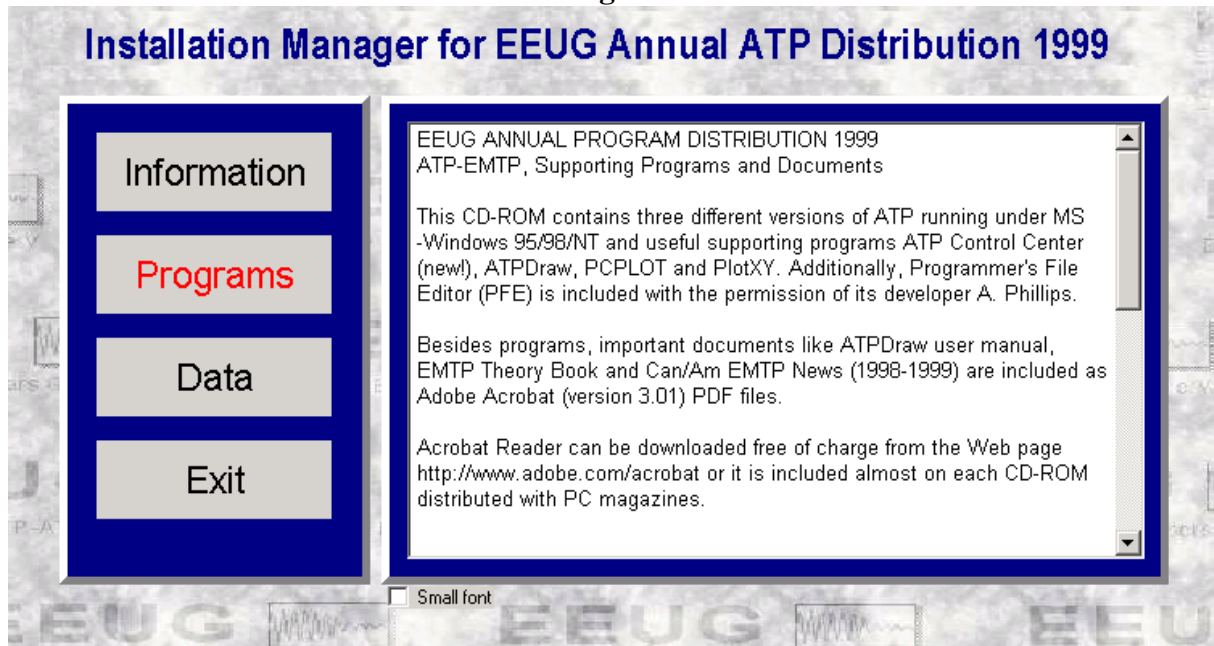 Installation Manager for EEUG Annual ATP Distribution 1999
Information
Programs
Data
Exit
EEUG ANNUAL PROGRAM DISTRIBUTION 1999
ATP-EMTP, Supporting Programs and Documents
This CD-ROM contains three different versions of ATP running under MS
-Windows 95/98/NT and useful supporting programs ATP Control Center
(new!), ATPDraw, PCPLOT and PlotXY. Additionally, Programmer's File
Editor (PFE) is included with the permission of its developer A. Phillips.
Besides programs, important documents like ATPDraw user manual,
EMTP Theory Book and Can/Am EMTP News (1998-1999) are included as
Adobe Acrobat (version 3.01) PDF files.
Acrobat Reader can be downloaded free of charge from the Web page
http://www.adobe.com/acrobat or it is included almost on each CD-ROM
distributed with PC magazines.
Small font
EEUG EEUG EEU